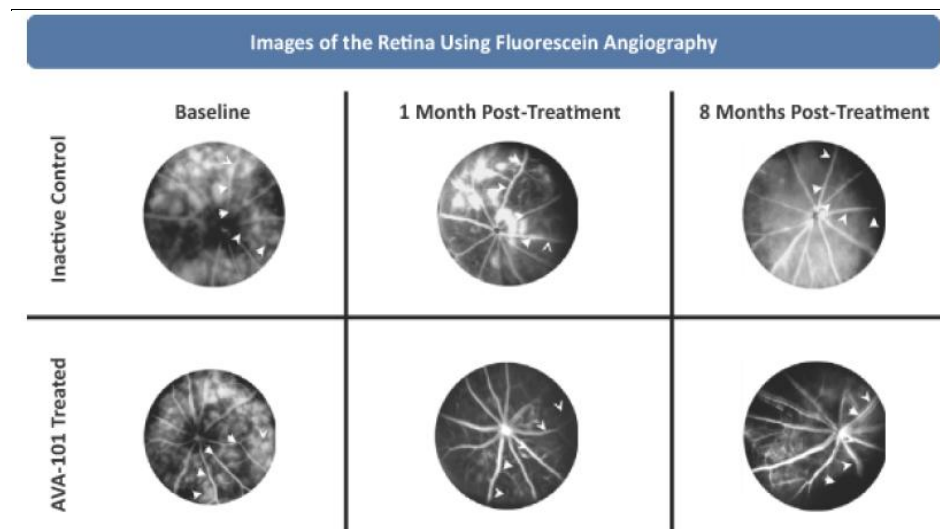 Images of the Retina Using Fluorescein Angiography
Baseline
1 Month Post-Treatment
8 Months Post-Treatment
Inactive Control
AVA-101 Treated